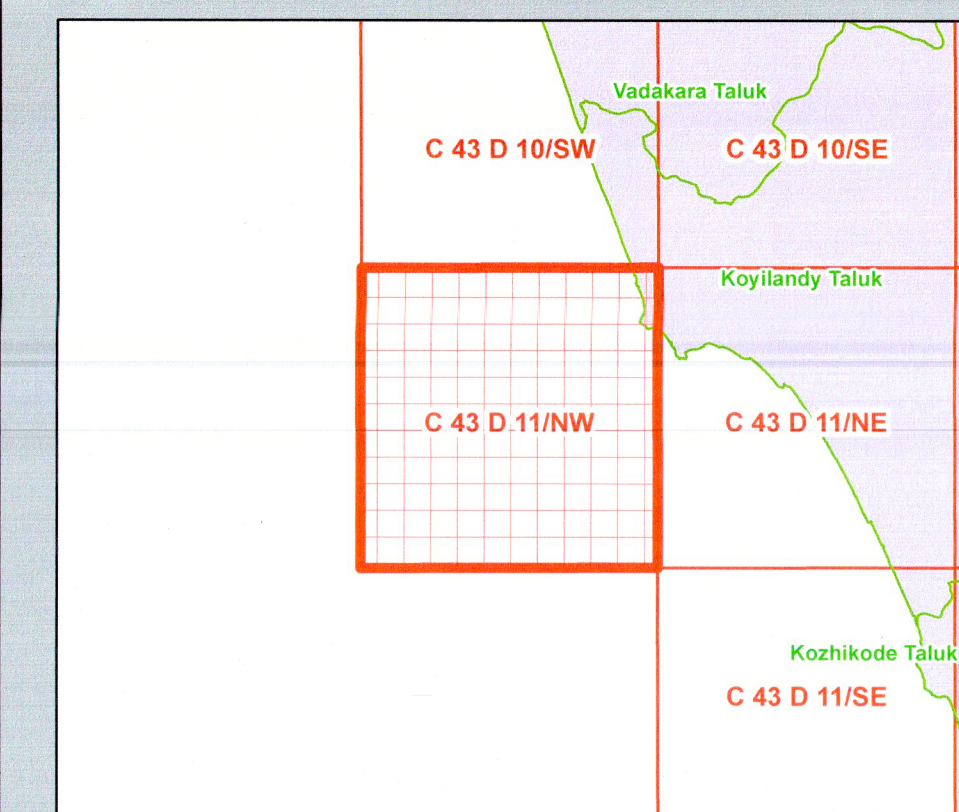 Vadakara Taluk
C 43 D 10/SW
C 43 D 10/SE
Koyilandy Taluk
C 43 D 11/NW
C 43 D 11/NE
Kozhikode Taluk
C 43 D 11/SE